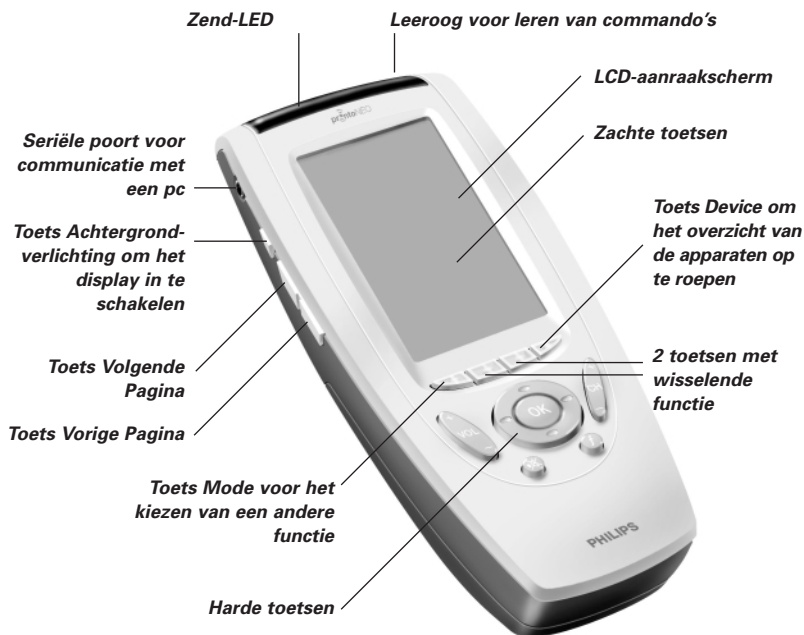 Zend-LED
Leeroog voor leren van commando's
LCD-aanraakscherm
Zachte toetsen
Seriële poort voor
communicatie met
een pc
Toets Achtergrond-
verlichting om het
display in te
schakelen
Toets Device om
het overzicht van
de apparaten op
te roepen
Toets Volgende
Pagina
2 toetsen met
wisselende
functie
Toets Vorige Pagina
Toets Mode voor het
kiezen van een andere
functie
Harde toetsen
prontoNEO
OK
VOL
CH
PHILIPS